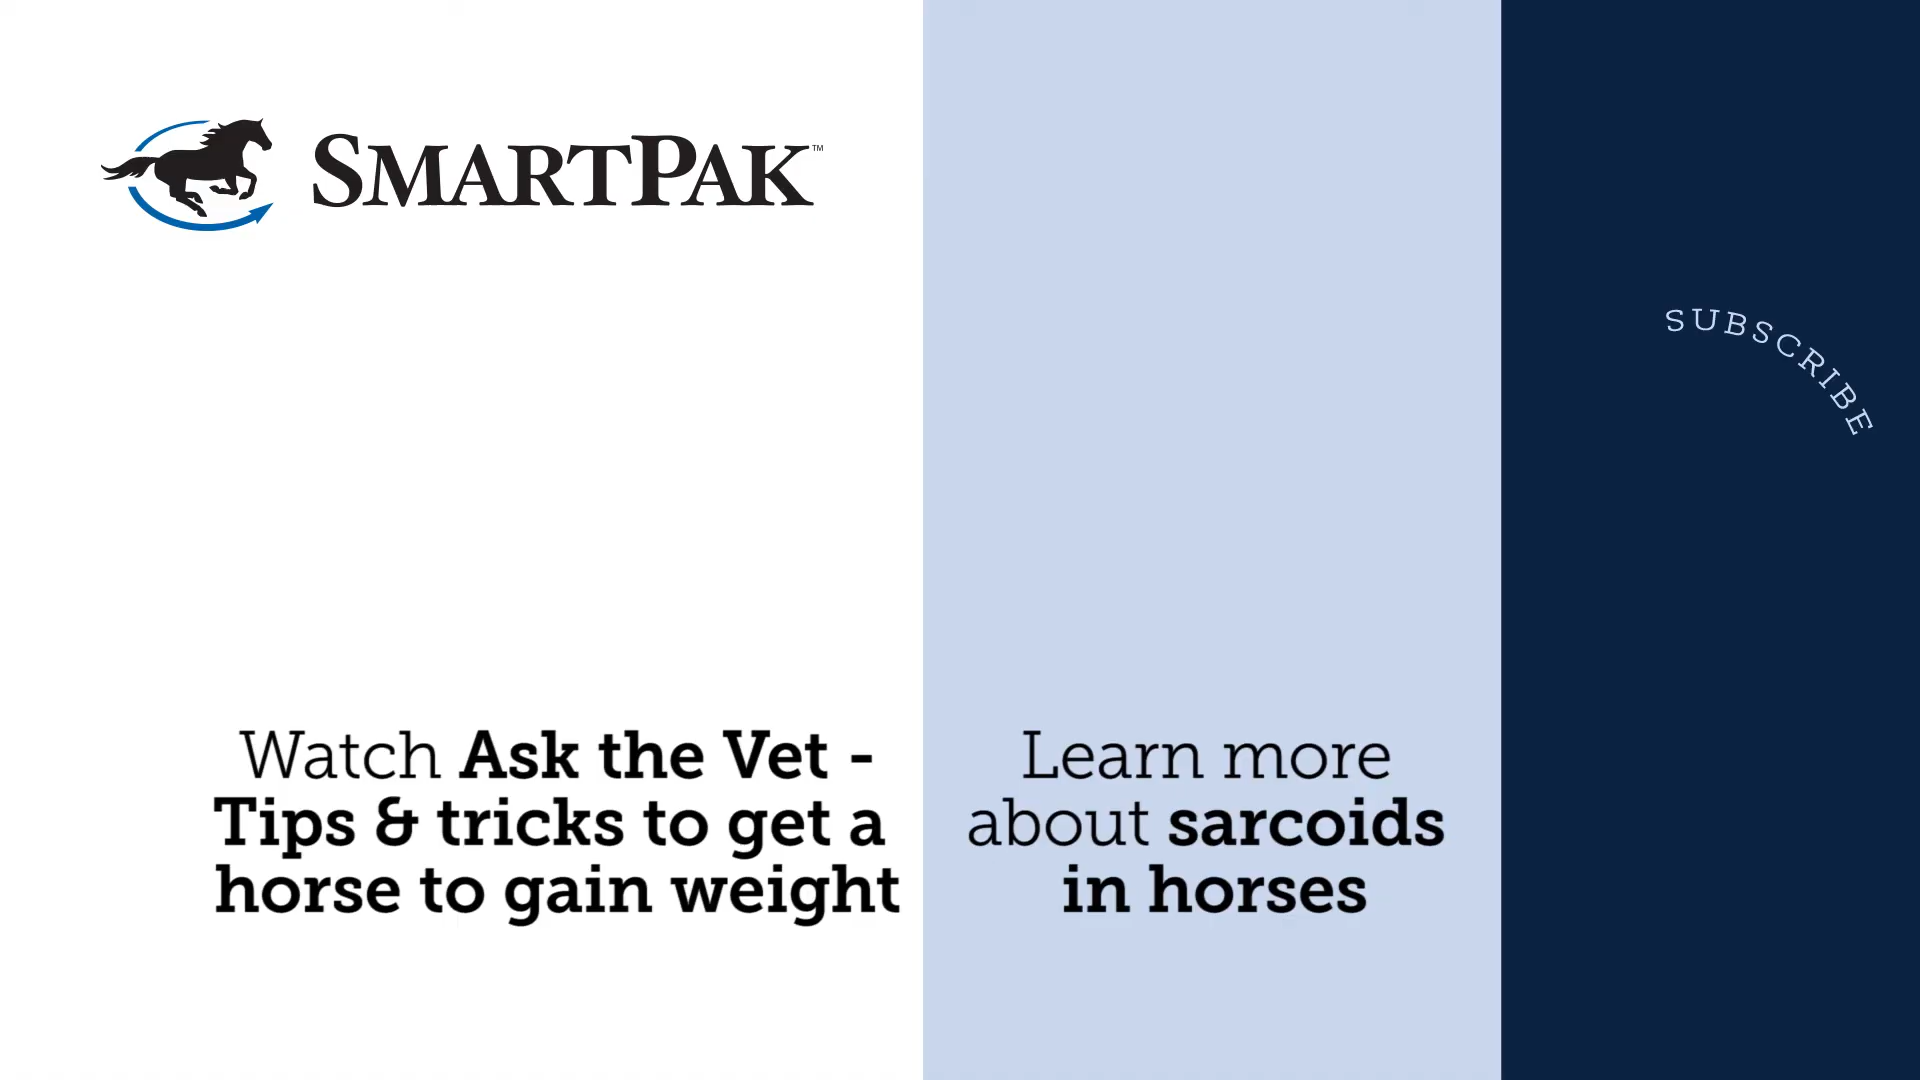 SMARTPAK™
Watch Ask the Vet -
Tips & tricks to get a
horse to gain weight
Learn more
about sarcoids
in horses
SUBSCRIBE